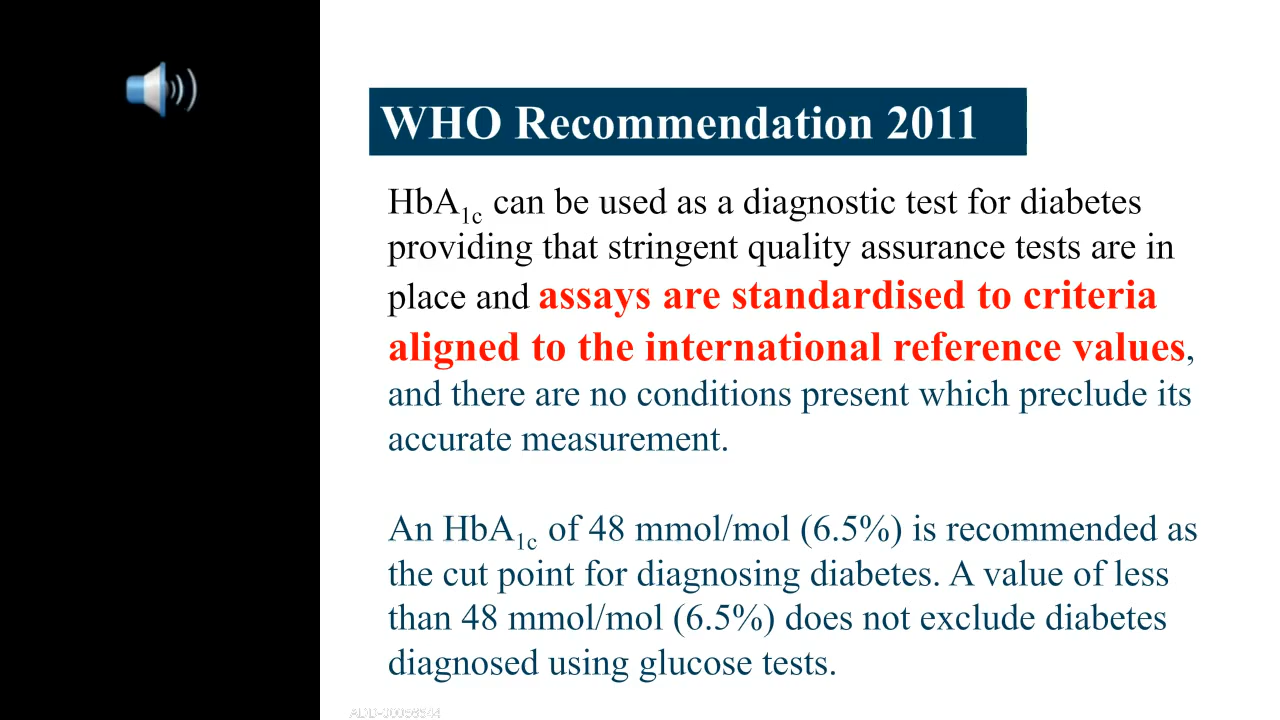 WHO Recommendation 2011
HbA1c can be used as a diagnostic test for diabetes
providing that stringent quality assurance tests are in
place and assays are standardised to criteria
aligned to the international reference values,
and there are no conditions present which preclude its
accurate measurement.
An HbA1c of 48 mmol/mol (6.5%) is recommended as
the cut point for diagnosing diabetes. A value of less
than 48 mmol/mol (6.5%) does not exclude diabetes
diagnosed using glucose tests.